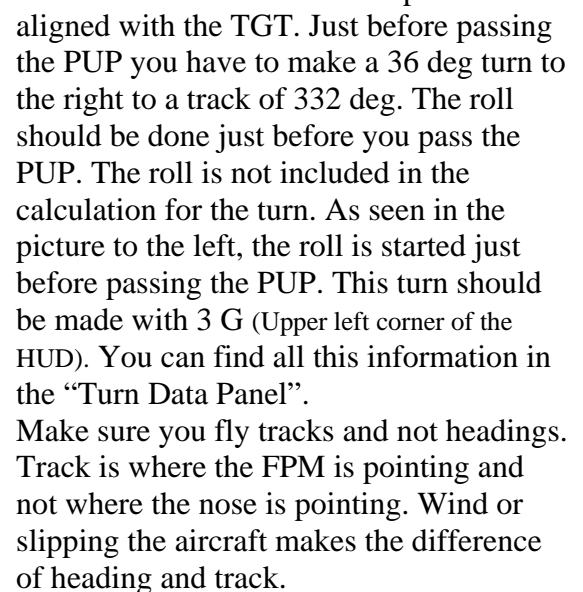 aligned with the TGT. Just before passing
the PUP you have to make a 36 deg turn to
the right to a track of 332 deg. The roll
should be done just before you pass the
PUP. The roll is not included in the
calculation for the turn. As seen in the
picture to the left, the roll is started just
before passing the PUP. This turn should
be made with 3 G (Upper left corner of the
HUD). You can find all this information in
the “Turn Data Panel”.
Make sure you fly tracks and not headings.
Track is where the FPM is pointing and
not where the nose is pointing. Wind or
slipping the aircraft makes the difference
of heading and track.